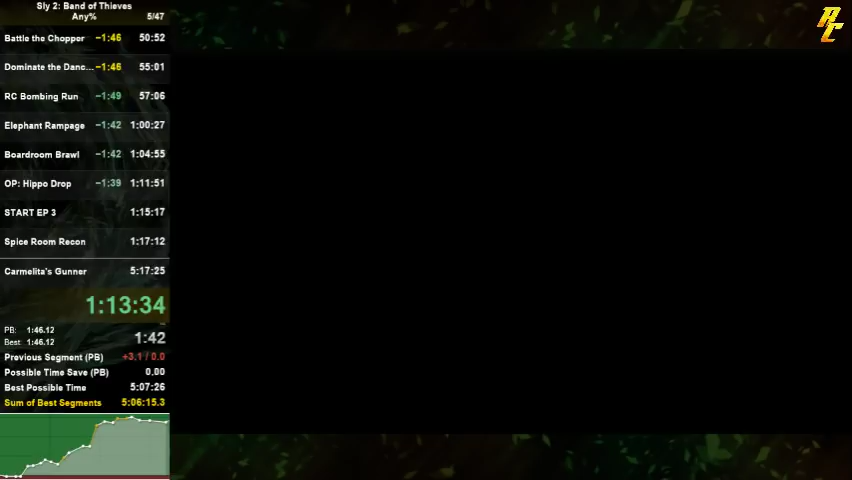 Sly 2: Band of Thieves
Any% 5/47
Battle the Chopper −1:46 50:52
Dominate the Danc... −1:46 55:01
RC Bombing Run −1:49 57:06
Elephant Rampage −1:42 1:00:27
Boardroom Brawl −1:42 1:04:55
OP: Hippo Drop −1:39 1:11:51
START EP 3 1:15:17
Spice Room Recon 1:17:12
Carmelita's Gunner 5:17:25
1:13:34
PB: 1:46.12
Best: 1:46.12
1:42
Previous Segment (PB) +3.1 / 0.0
Possible Time Save (PB) 0.00
Best Possible Time 5:07:26
Sum of Best Segments 5:06:15.3